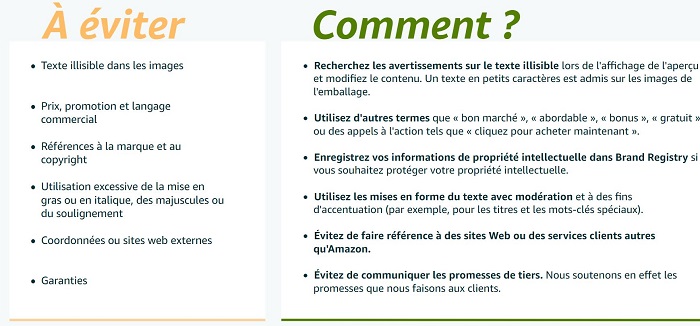 À éviter
• Texte illisible dans les images
• Prix, promotion et langage
commercial
• Références à la marque et au
copyright
• Utilisation excessive de la mise en
gras ou en italique, des majuscules ou
du soulignement
• Coordonnées ou sites web externes
• Garanties
Comment ?
• Recherchez les avertissements sur le texte illisible lors de l'affichage de l'aperçu
et modifiez le contenu. Un texte en petits caractères est admis sur les images de
l'emballage.
• Utilisez d'autres termes que « bon marché », « abordable », « bonus », « gratuit »
ou des appels à l'action tels que « cliquez pour acheter maintenant ».
• Enregistrez vos informations de propriété intellectuelle dans Brand Registry si
vous souhaitez protéger votre propriété intellectuelle.
• Utilisez les mises en forme du texte avec modération et à des fins
d'accentuation (par exemple, pour les titres et les mots-clés spéciaux).
• Évitez de faire référence à des sites Web ou des services clients autres
qu'Amazon.
• Évitez de communiquer les promesses de tiers. Nous soutenons en effet les
promesses que nous faisons aux clients.